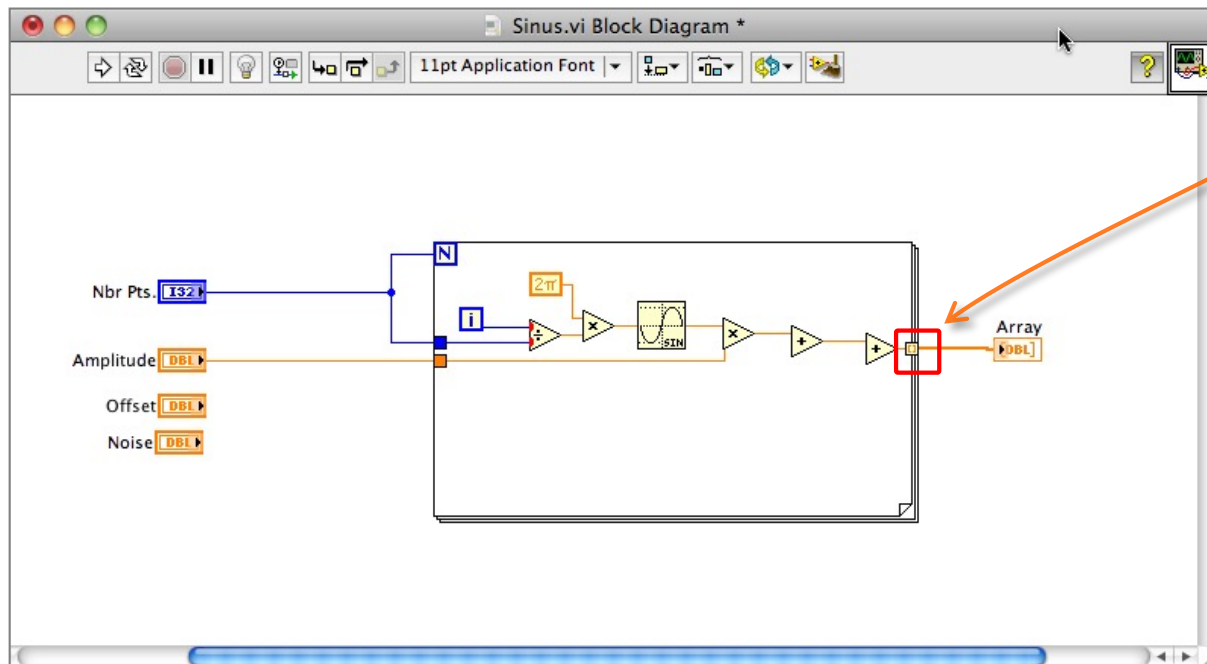 Sinus.vi Block Diagram *
11pt Application Font
?
N
2π
Nbr Pts. I32
i
÷
×
SIN
×
+
+
Array
DBL]
Amplitude DBL
Offset DBL
Noise DBL